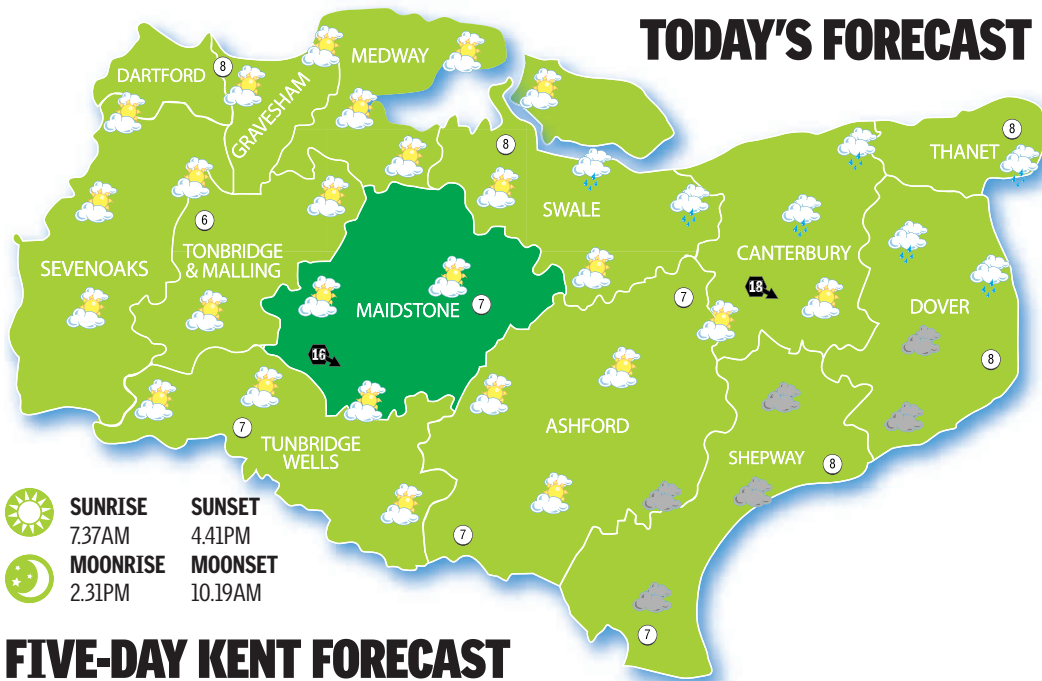 TODAY'S FORECAST
MEDWAY
DARTFORD
8
GRAVESHAM
8
8
THANET
SWALE
6
TONBRIDGE
& MALLING
SEVENOAKS
CANTERBURY
18
7
MAIDSTONE
7
DOVER
16
8
ASHFORD
7
TUNBRIDGE
WELLS
SHEPWAY
8
7
7
SUNRISE SUNSET
7.37AM 4.41PM
MOONRISE MOONSET
2.31PM 10.19AM
FIVE-DAY KENT FORECAST